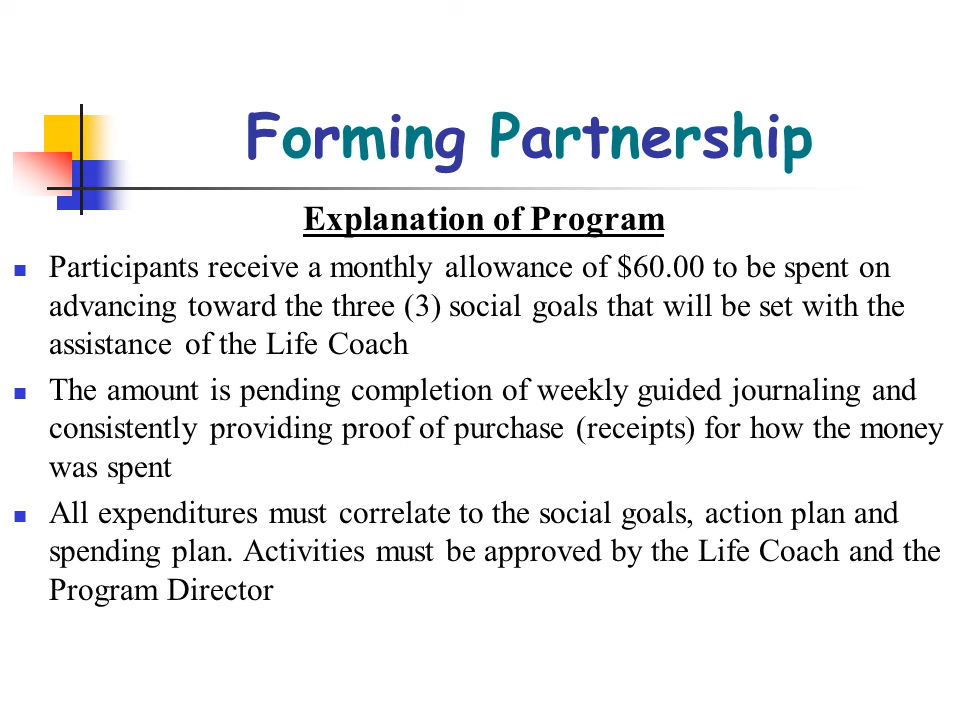 Forming Partnership
Explanation of Program
Participants receive a monthly allowance of $60.00 to be spent on
advancing toward the three (3) social goals that will be set with the
assistance of the Life Coach
The amount is pending completion of weekly guided journaling and
consistently providing proof of purchase (receipts) for how the money
was spent
All expenditures must correlate to the social goals, action plan and
spending plan. Activities must be approved by the Life Coach and the
Program Director